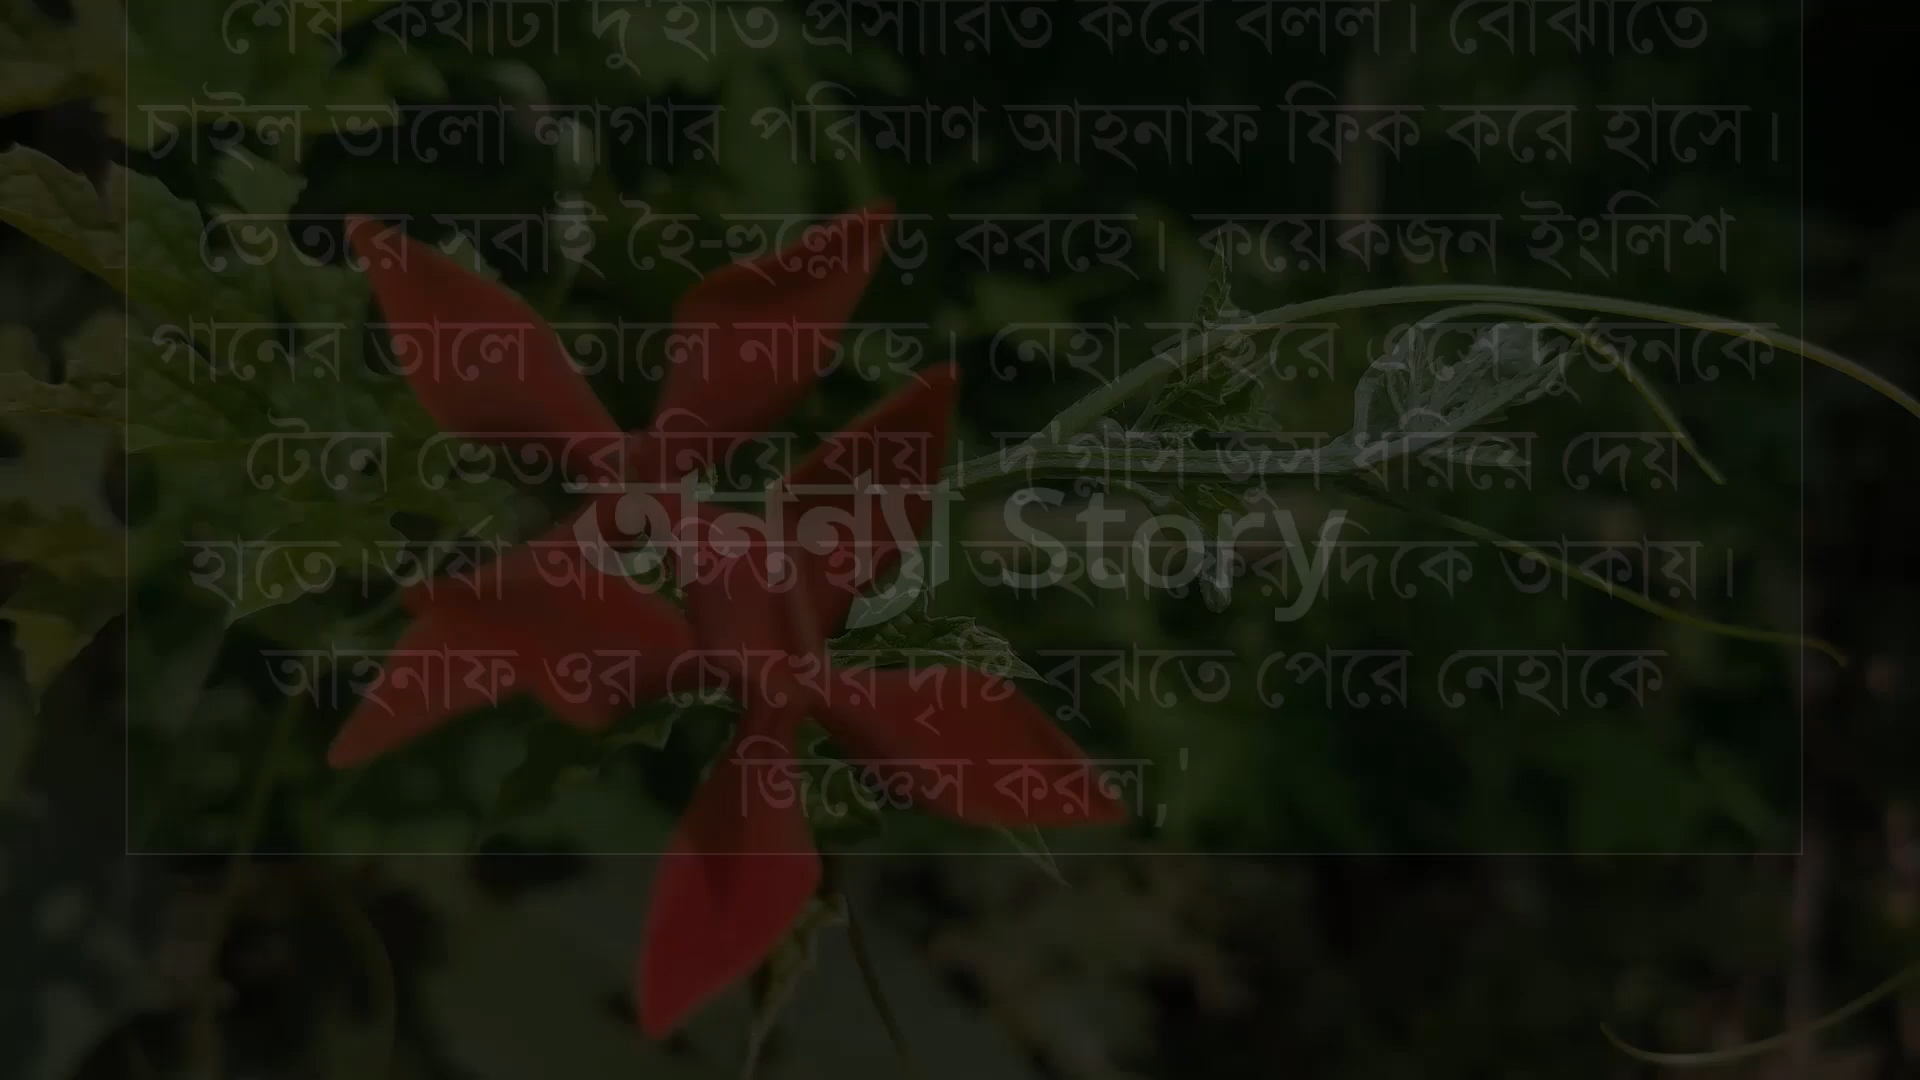 শেষ কথাটা দু'হাত প্রসারিত করে বলল। বোঝাতে
চাইল ভালো লাগার পরিমাণ আহনাফ ফিক করে হাসে।
ভেতরে সবাই হৈ-হুল্লোড় করছে। কয়েকজন ইংলিশ
গানের তালে তালে নাচছে। নেহা বাইরে এসে দু'জনকে
টেনে ভেতরে নিয়ে যায়। দু'গ্লাস জুস ধরিয়ে দেয়
হাতে। দিকে তাকায়।
অনন্যা Story
আহনাফ ওর চোখের দৃষ্টি বুঝতে পেরে নেহাকে
জিজ্ঞেস করল,'